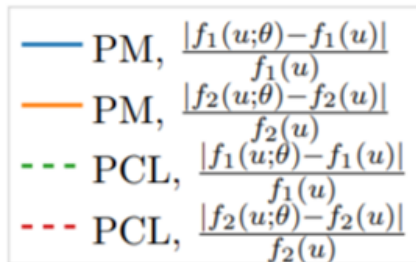 PM, |f₁(u;θ)−f₁(u)| / f₁(u)
PM, |f₂(u;θ)−f₂(u)| / f₂(u)
PCL, |f₁(u;θ)−f₁(u)| / f₁(u)
PCL, |f₂(u;θ)−f₂(u)| / f₂(u)